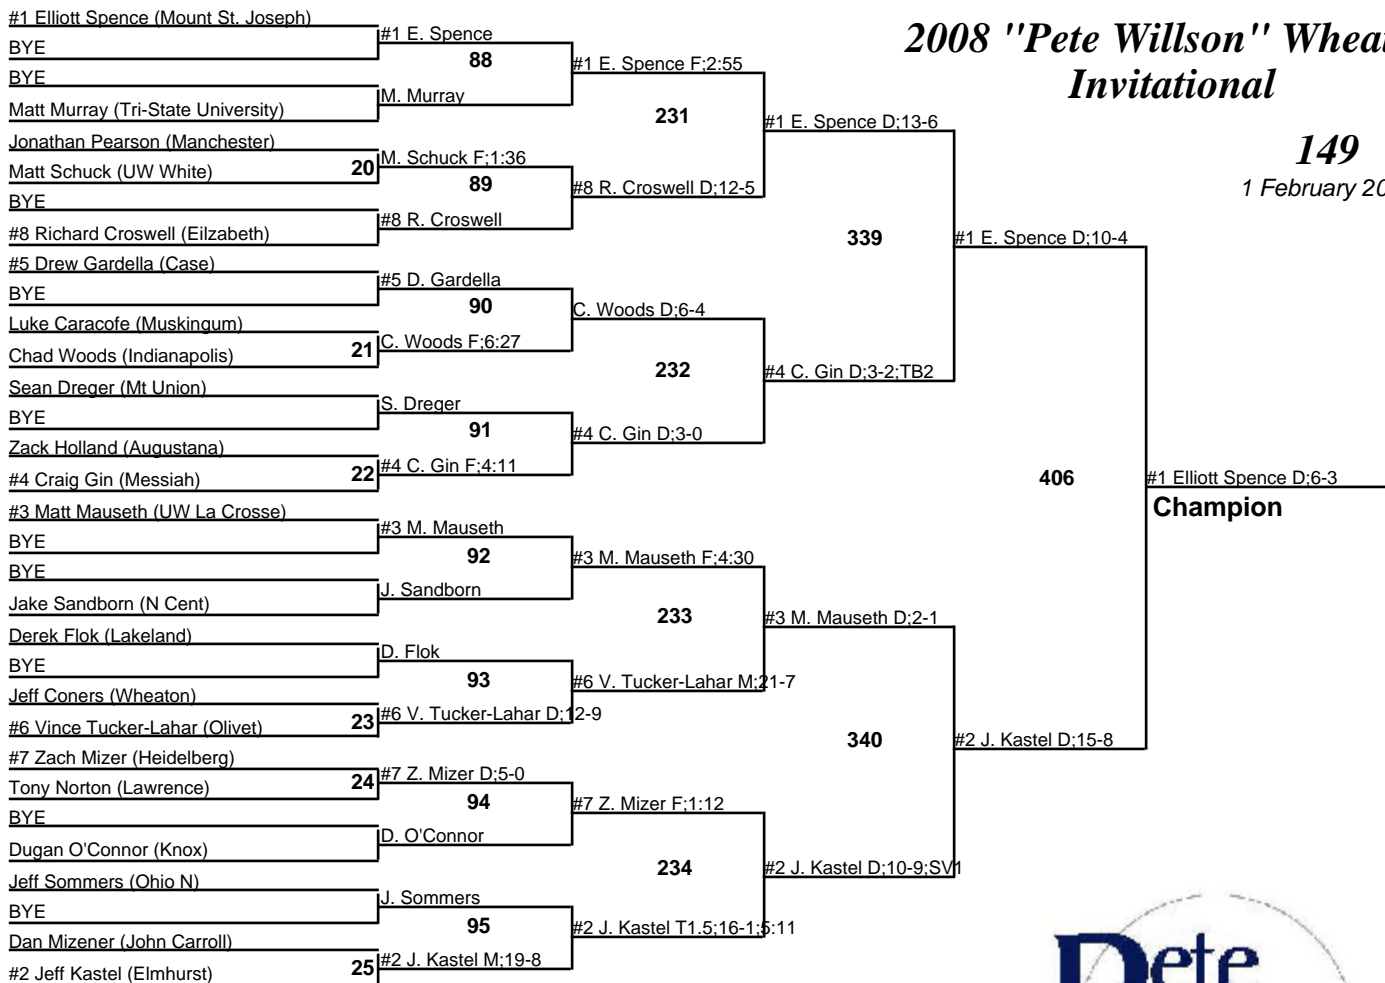 2008 "Pete Willson" Whea
Invitational
149
1 February 20
#1 Elliott Spence (Mount St. Joseph)
BYE
BYE
Matt Murray (Tri-State University)
Jonathan Pearson (Manchester)
Matt Schuck (UW White)
BYE
#8 Richard Croswell (Eilzabeth)
#5 Drew Gardella (Case)
BYE
Luke Caracofe (Muskingum)
Chad Woods (Indianapolis)
Sean Dreger (Mt Union)
BYE
Zack Holland (Augustana)
#4 Craig Gin (Messiah)
#3 Matt Mauseth (UW La Crosse)
BYE
BYE
Jake Sandborn (N Cent)
Derek Flok (Lakeland)
BYE
Jeff Coners (Wheaton)
#6 Vince Tucker-Lahar (Olivet)
#7 Zach Mizer (Heidelberg)
Tony Norton (Lawrence)
BYE
Dugan O'Connor (Knox)
Jeff Sommers (Ohio N)
BYE
Dan Mizener (John Carroll)
#2 Jeff Kastel (Elmhurst)
20
21
22
23
24
25
#1 E. Spence
88
M. Murray
M. Schuck F;1:36
89
#8 R. Croswell
#5 D. Gardella
90
C. Woods F;6:27
S. Dreger
91
#4 C. Gin F;4:11
#3 M. Mauseth
92
J. Sandborn
D. Flok
93
#6 V. Tucker-Lahar D;12-9
#7 Z. Mizer D;5-0
94
D. O'Connor
J. Sommers
95
#2 J. Kastel M;19-8
#1 E. Spence F;2:55
231
#8 R. Croswell D;12-5
C. Woods D;6-4
232
#4 C. Gin D;3-0
#3 M. Mauseth F;4:30
233
#6 V. Tucker-Lahar M;21-7
#7 Z. Mizer F;1:12
234
#2 J. Kastel T1.5;16-1;5:11
#1 E. Spence D;13-6
339
#4 C. Gin D;3-2;TB2
#3 M. Mauseth D;2-1
340
#2 J. Kastel D;10-9;SV1
#1 E. Spence D;10-4
406
#2 J. Kastel D;15-8
#1 Elliott Spence D;6-3
Champion
Pete